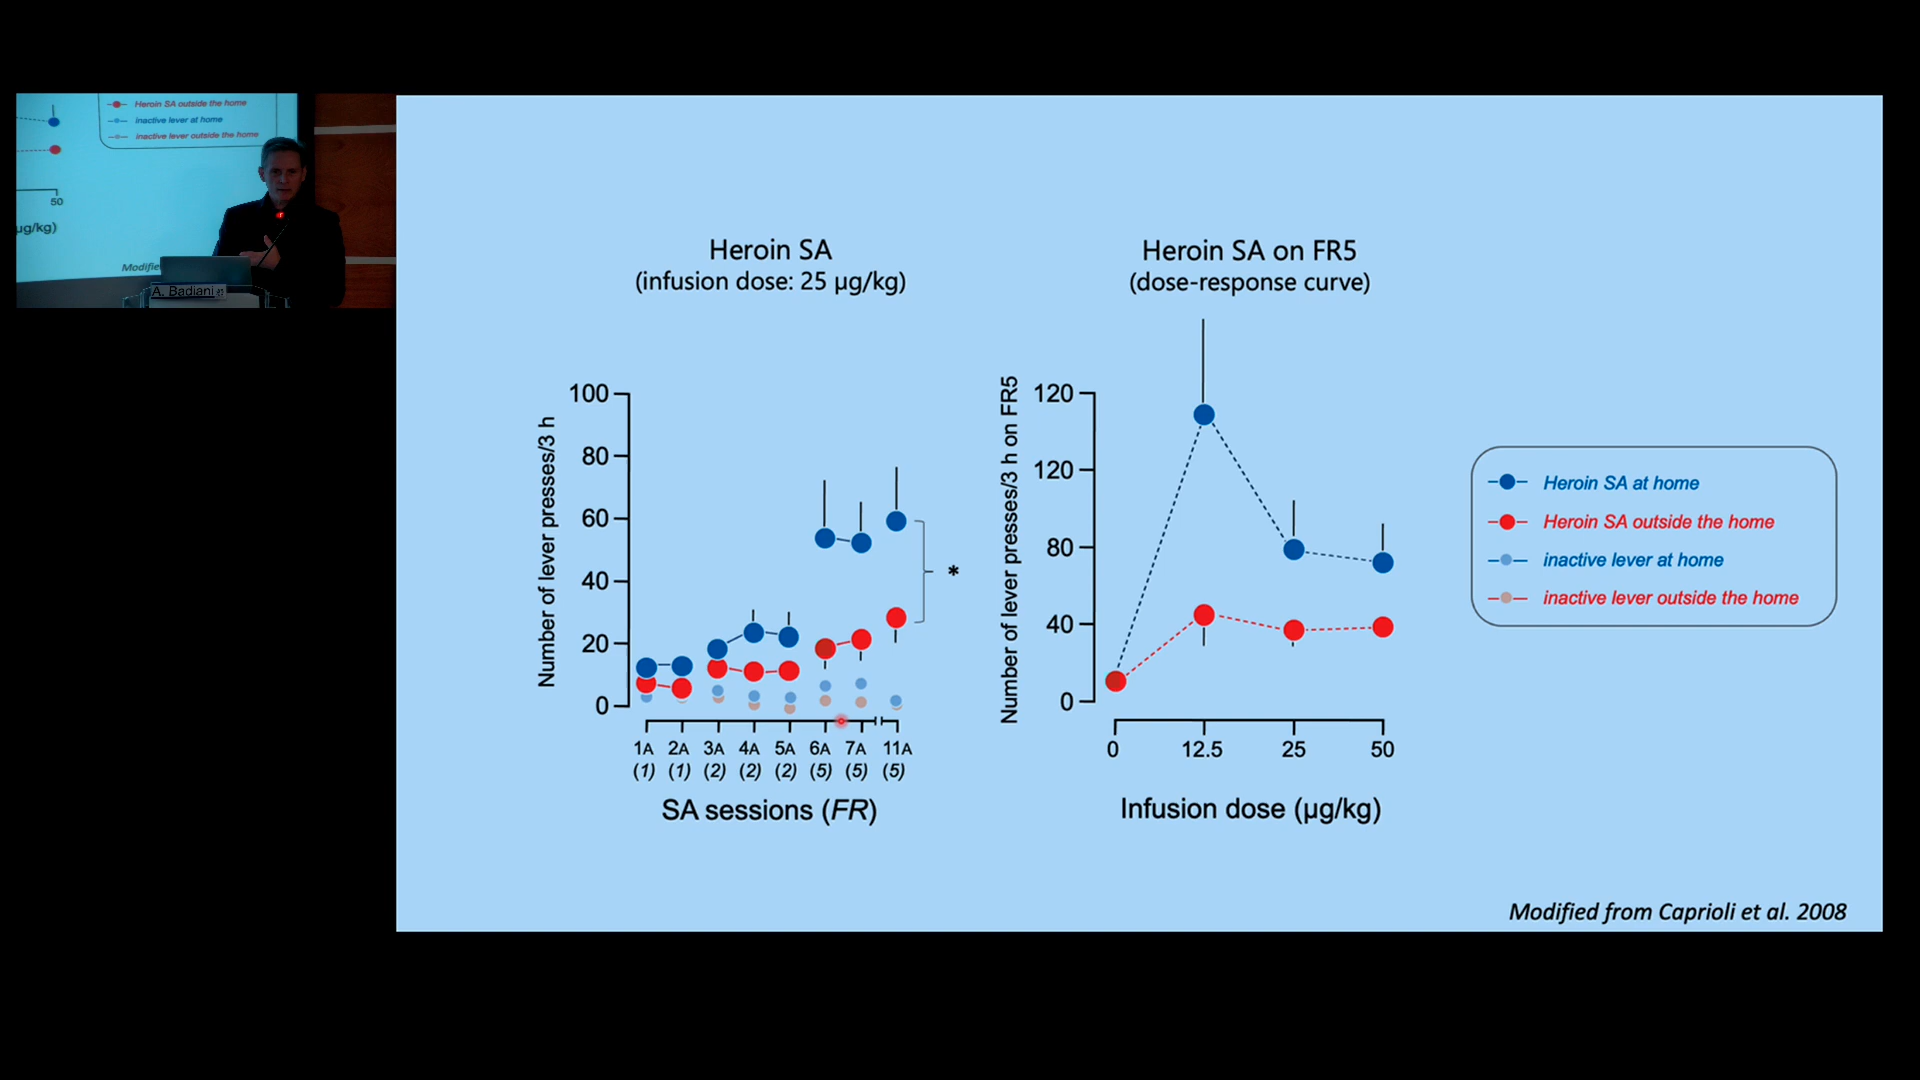 Heroin SA outside the home
inactive lever at home
inactive lever outside the home
50
µg/kg)
Modifie
A. Badiani
Heroin SA
(infusion dose: 25 µg/kg)
Number of lever presses/3 h
100
80
60
40
20
0
*
1A 2A 3A 4A 5A 6A 7A 11A
(1) (1) (2) (2) (2) (5) (5) (5)
SA sessions (FR)
Heroin SA on FR5
(dose-response curve)
Number of lever presses/3 h on FR5
120
120
80
40
0
0 12.5 25 50
Infusion dose (µg/kg)
Heroin SA at home
Heroin SA outside the home
inactive lever at home
inactive lever outside the home
Modified from Caprioli et al. 2008